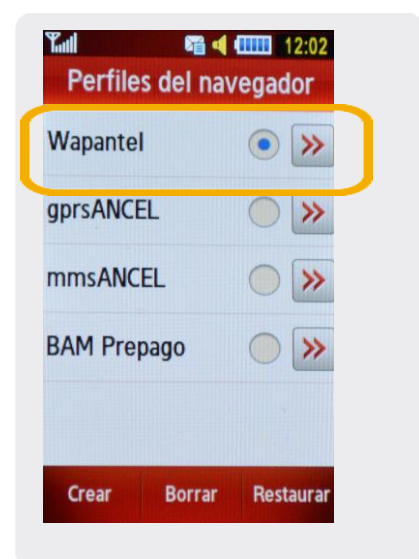 12:02
Perfiles del navegador
Wapantel
gprsANCEL
mmsANCEL
BAM Prepago
Crear Borrar Restaurar